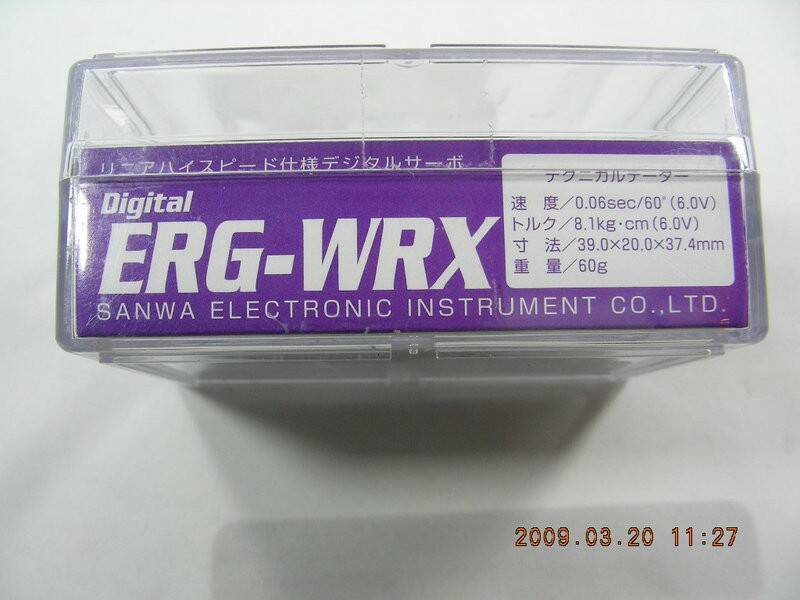 リニアハイスピード仕様デジタルサーボ
Digital
ERG-WRX
SANWA ELECTRONIC INSTRUMENT CO.,LTD.
テクニカルデーター
速 度/0.06sec/60°(6.0V)
トルク/8.1kg·cm(6.0V)
寸 法/39.0×20.0×37.4mm
重 量/60g
2009.03.20 11:27